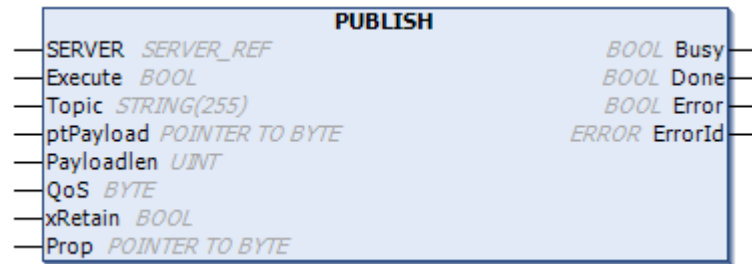 PUBLISH
SERVER SERVER_REF BOOL Busy
Execute BOOL BOOL Done
Topic STRING(255) BOOL Error
ptPayload POINTER TO BYTE ERROR ErrorId
Payloadlen UINT
QoS BYTE
xRetain BOOL
Prop POINTER TO BYTE